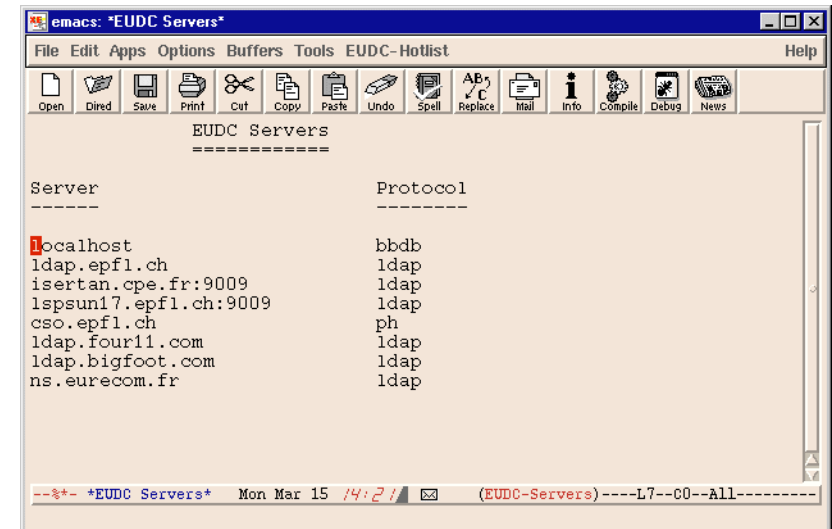 emacs: *EUDC Servers*
File Edit Apps Options Buffers Tools EUDC-Hotlist Help
Open Dired Save Print Cut Copy Paste Undo Spell Replace Mail Info Compile Debug News
EUDC Servers
============
Server Protocol
------ --------
localhost bbdb
ldap.epfl.ch ldap
isertan.cpe.fr:9009 ldap
lspsun17.epfl.ch:9009 ldap
cso.epfl.ch ph
ldap.four11.com ldap
ldap.bigfoot.com ldap
ns.eurecom.fr ldap
--%*- *EUDC Servers* Mon Mar 15 14:21 (EUDC-Servers)----L7--C0--All---------